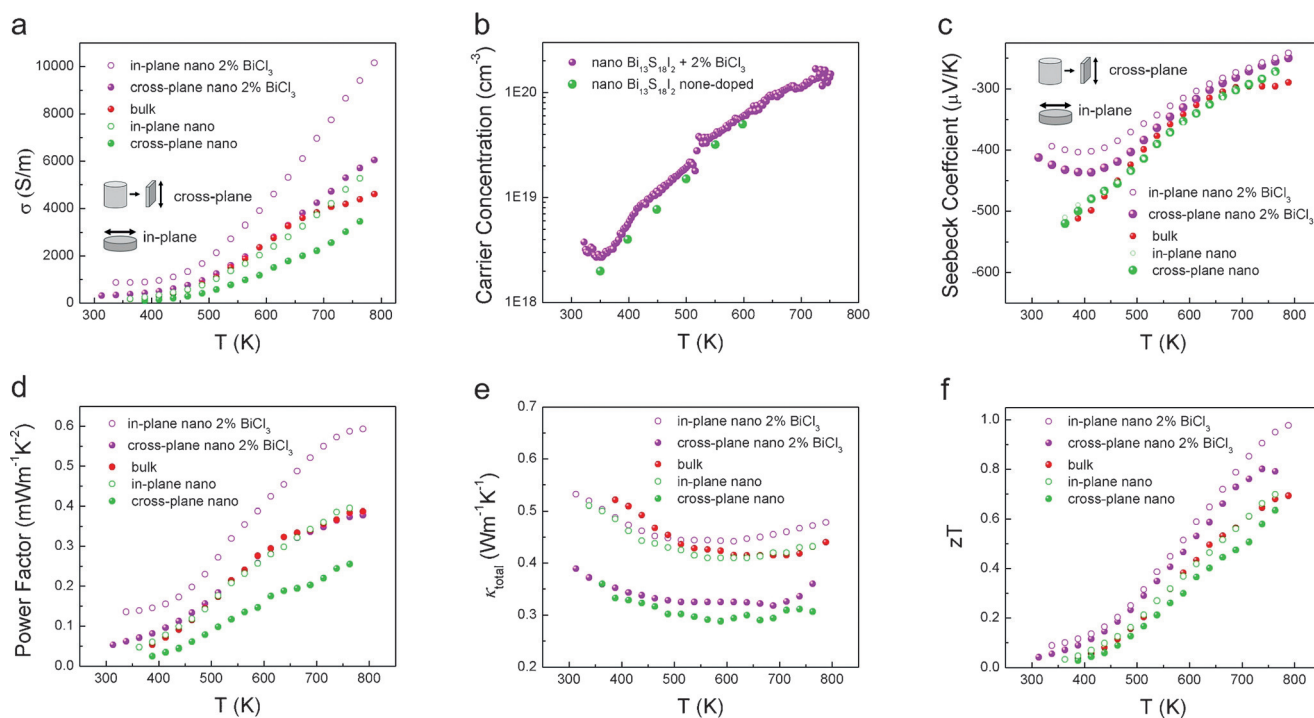 a
σ (S/m)
10000
8000
6000
4000
2000
0
in-plane nano 2% BiCl3
cross-plane nano 2% BiCl3
bulk
in-plane nano
cross-plane nano
cross-plane
in-plane
300 400 500 600 700 800
T (K)
b
Carrier Concentration (cm-3)
1E20
1E19
1E18
nano Bi13S18I2 + 2% BiCl3
nano Bi13S18I2 none-doped
300 400 500 600 700 800
T (K)
c
Seebeck Coeffcient (μV/K)
-300
-400
-500
-600
cross-plane
in-plane
in-plane nano 2% BiCl3
cross-plane nano 2% BiCl3
bulk
in-plane nano
cross-plane nano
300 400 500 600 700 800
T (K)
d
Power Factor (mWm-1K-2)
0.6
0.5
0.4
0.3
0.2
0.1
0.0
in-plane nano 2% BiCl3
cross-plane nano 2% BiCl3
bulk
in-plane nano
cross-plane nano
300 400 500 600 700 800
T (K)
e
κtotal (Wm-1K-1)
0.7
0.6
0.5
0.4
0.3
0.2
in-plane nano 2% BiCl3
cross-plane nano 2% BiCl3
bulk
in-plane nano
cross-plane nano
300 400 500 600 700 800
T (K)
f
zT
1.0
0.8
0.6
0.4
0.2
0.0
in-plane nano 2% BiCl3
cross-plane nano 2% BiCl3
bulk
in-plane nano
cross-plane nano
300 400 500 600 700 800
T (K)